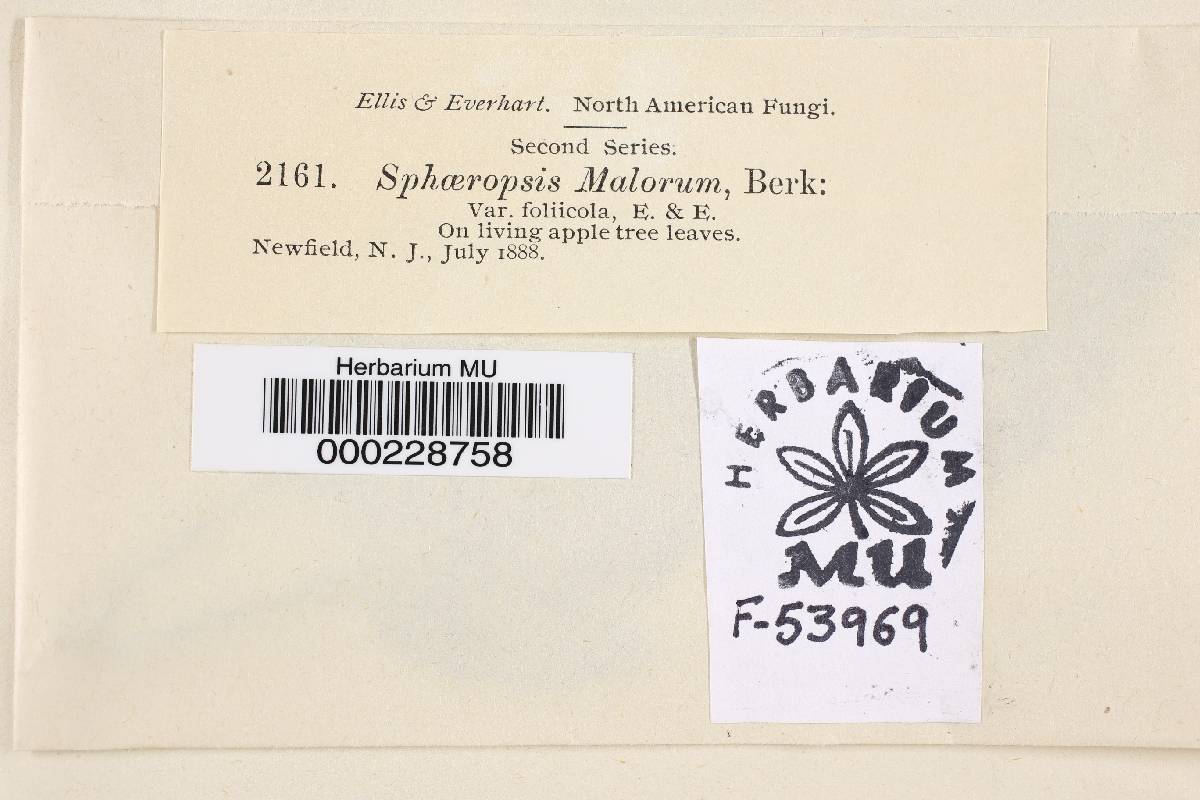 Ellis & Everhart. North American Fungi.
Second Series.
2161. Sphæropsis Malorum, Berk:
Var. foliicola, E. & E.
On living apple tree leaves.
Newfield, N. J., July 1888.
Herbarium MU
000228758
HERBARIUM
MU
F-53969